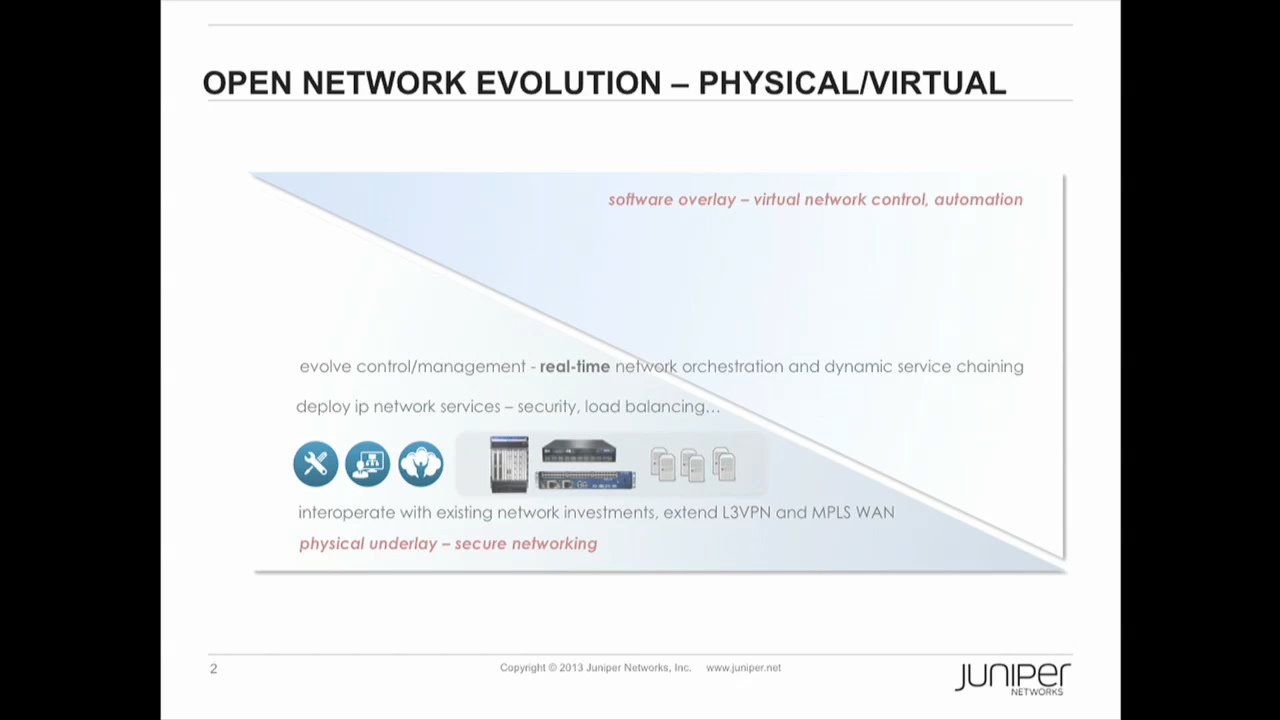 OPEN NETWORK EVOLUTION – PHYSICAL/VIRTUAL
software overlay – virtual network control, automation
evolve control/management - real-time network orchestration and dynamic service chaining
deploy ip network services – security, load balancing...
interoperate with existing network investments, extend L3VPN and MPLS WAN
physical underlay – secure networking
2
Copyright © 2013 Juniper Networks, Inc. www.juniper.net
JUNIPER
NETWORKS